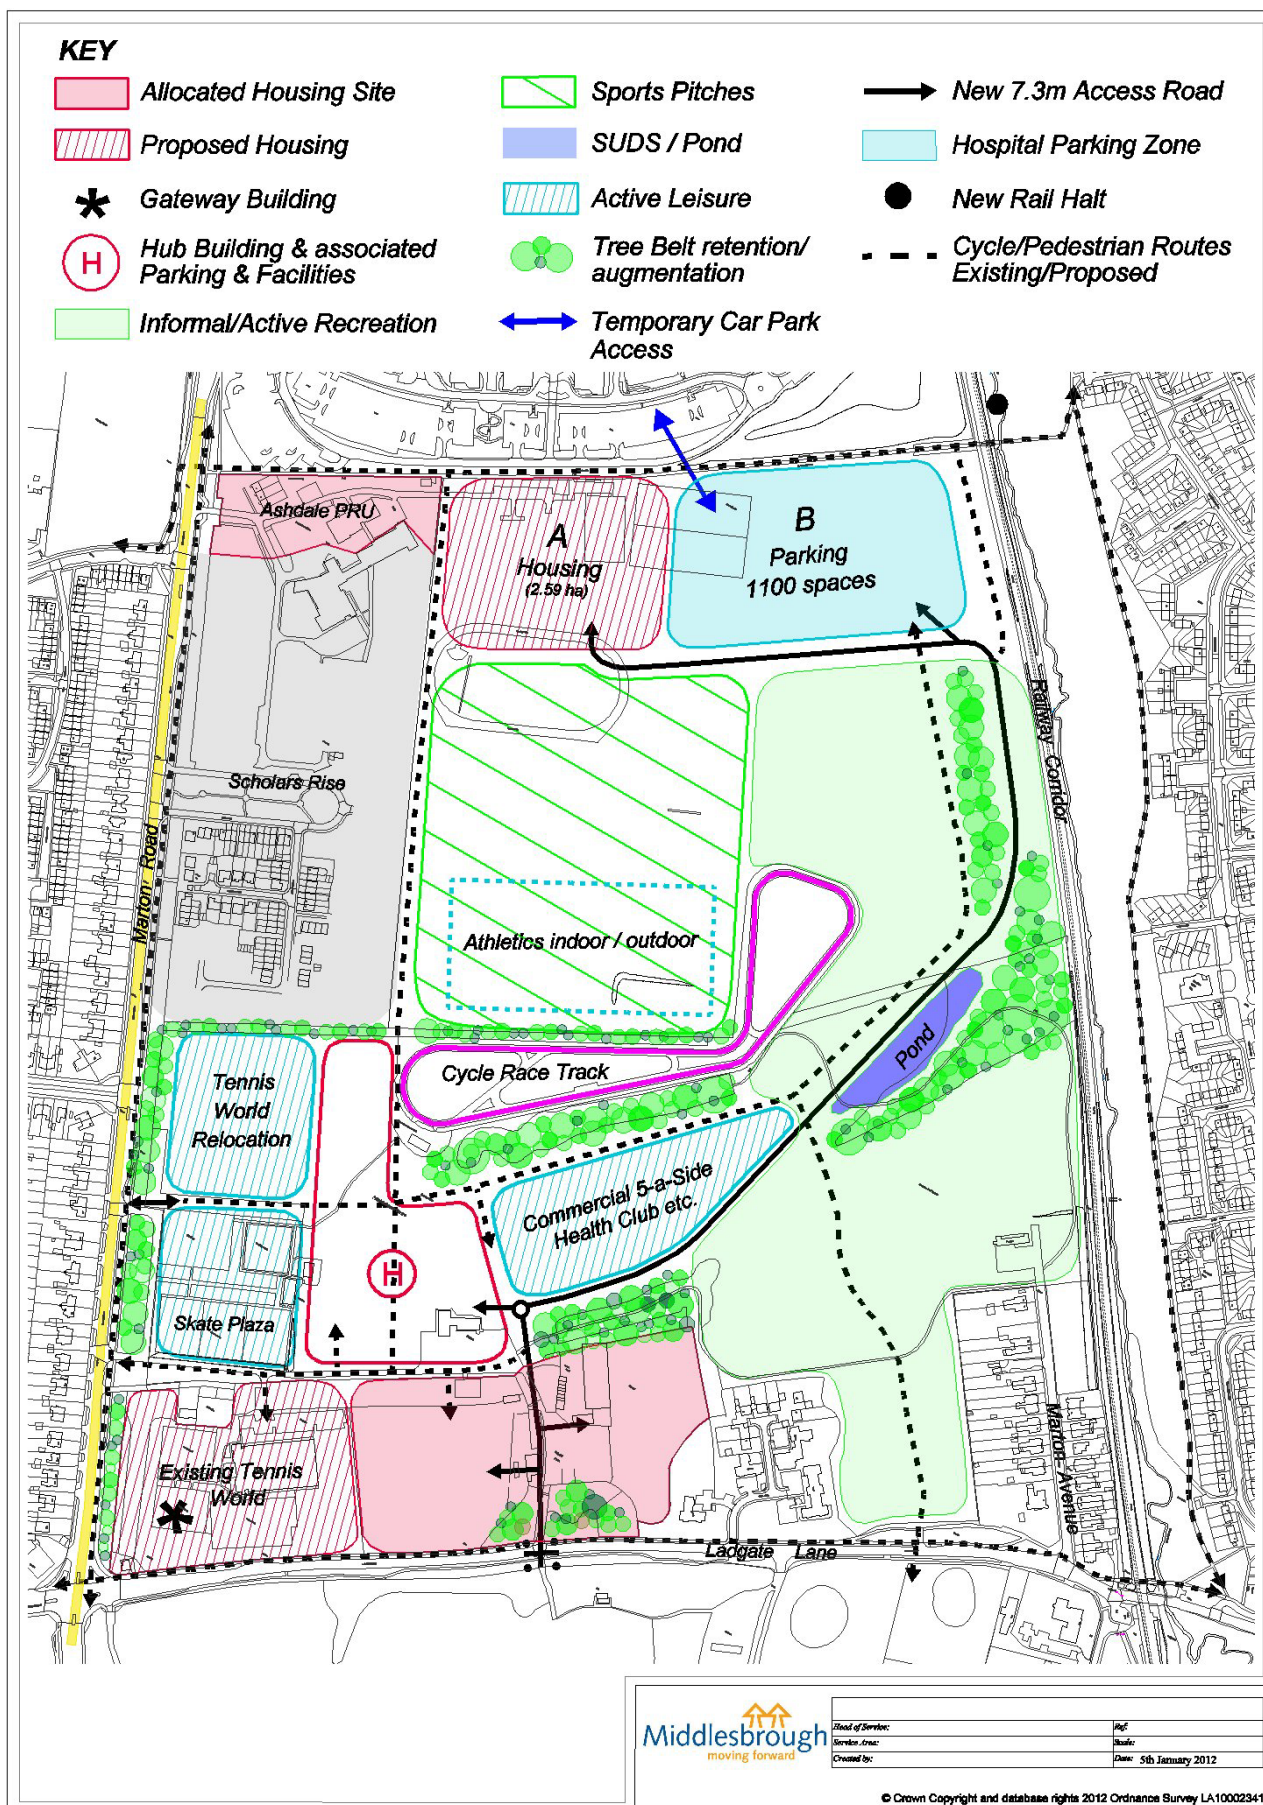 KEY
Allocated Housing Site
Proposed Housing
Gateway Building
H
Hub Building & associated
Parking & Facilities
Informal/Active Recreation
Sports Pitches
SUDS / Pond
Active Leisure
Tree Belt retention/
augmentation
Temporary Car Park
Access
New 7.3m Access Road
Hospital Parking Zone
New Rail Halt
Cycle/Pedestrian Routes
Existing/Proposed
Ashdale PRU
A
Housing
(2.59 ha)
B
Parking
1100 spaces
Railway Corridor
Scholars Rise
Marton Road
Athletics indoor / outdoor
Pond
Cycle Race Track
Tennis
World
Relocation
Commercial 5-a-Side
Health Club etc.
H
Skate Plaza
Existing Tennis
World
Marton Avenue
Ladgate Lane
Middlesbrough
moving forward
Head of Service:
Ref:
Service Area:
Scale:
Created by:
Date: 5th January 2012
© Crown Copyright and database rights 2012 Ordnance Survey LA10002341